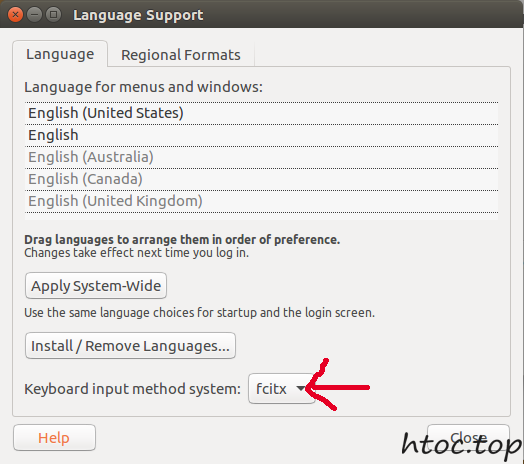 Language Support
Language Regional Formats
Language for menus and windows:
English (United States)
English
English (Australia)
English (Canada)
English (United Kingdom)
Drag languages to arrange them in order of preference.
Changes take effect next time you log in.
Apply System-Wide
Use the same language choices for startup and the login screen.
Install / Remove Languages...
Keyboard input method system: fcitx
Help Close
htoc.top